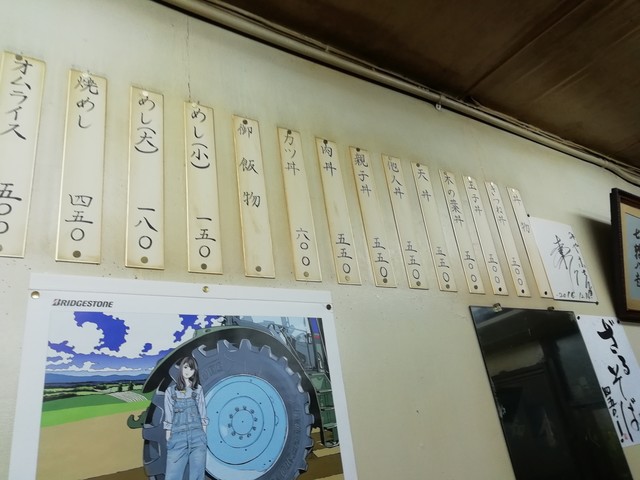 丼物
きつね丼 五〇〇
玉子丼 五〇〇
木の葉丼 五五〇
天丼 五五〇
他人丼 五五〇
親子丼 五五〇
肉丼 五五〇
カツ丼 六〇〇
御飯物
めし(小) 一五〇
めし(大) 一八〇
焼めし 四五〇
オムライス 五〇〇
ざるそば
BRIDGESTONE